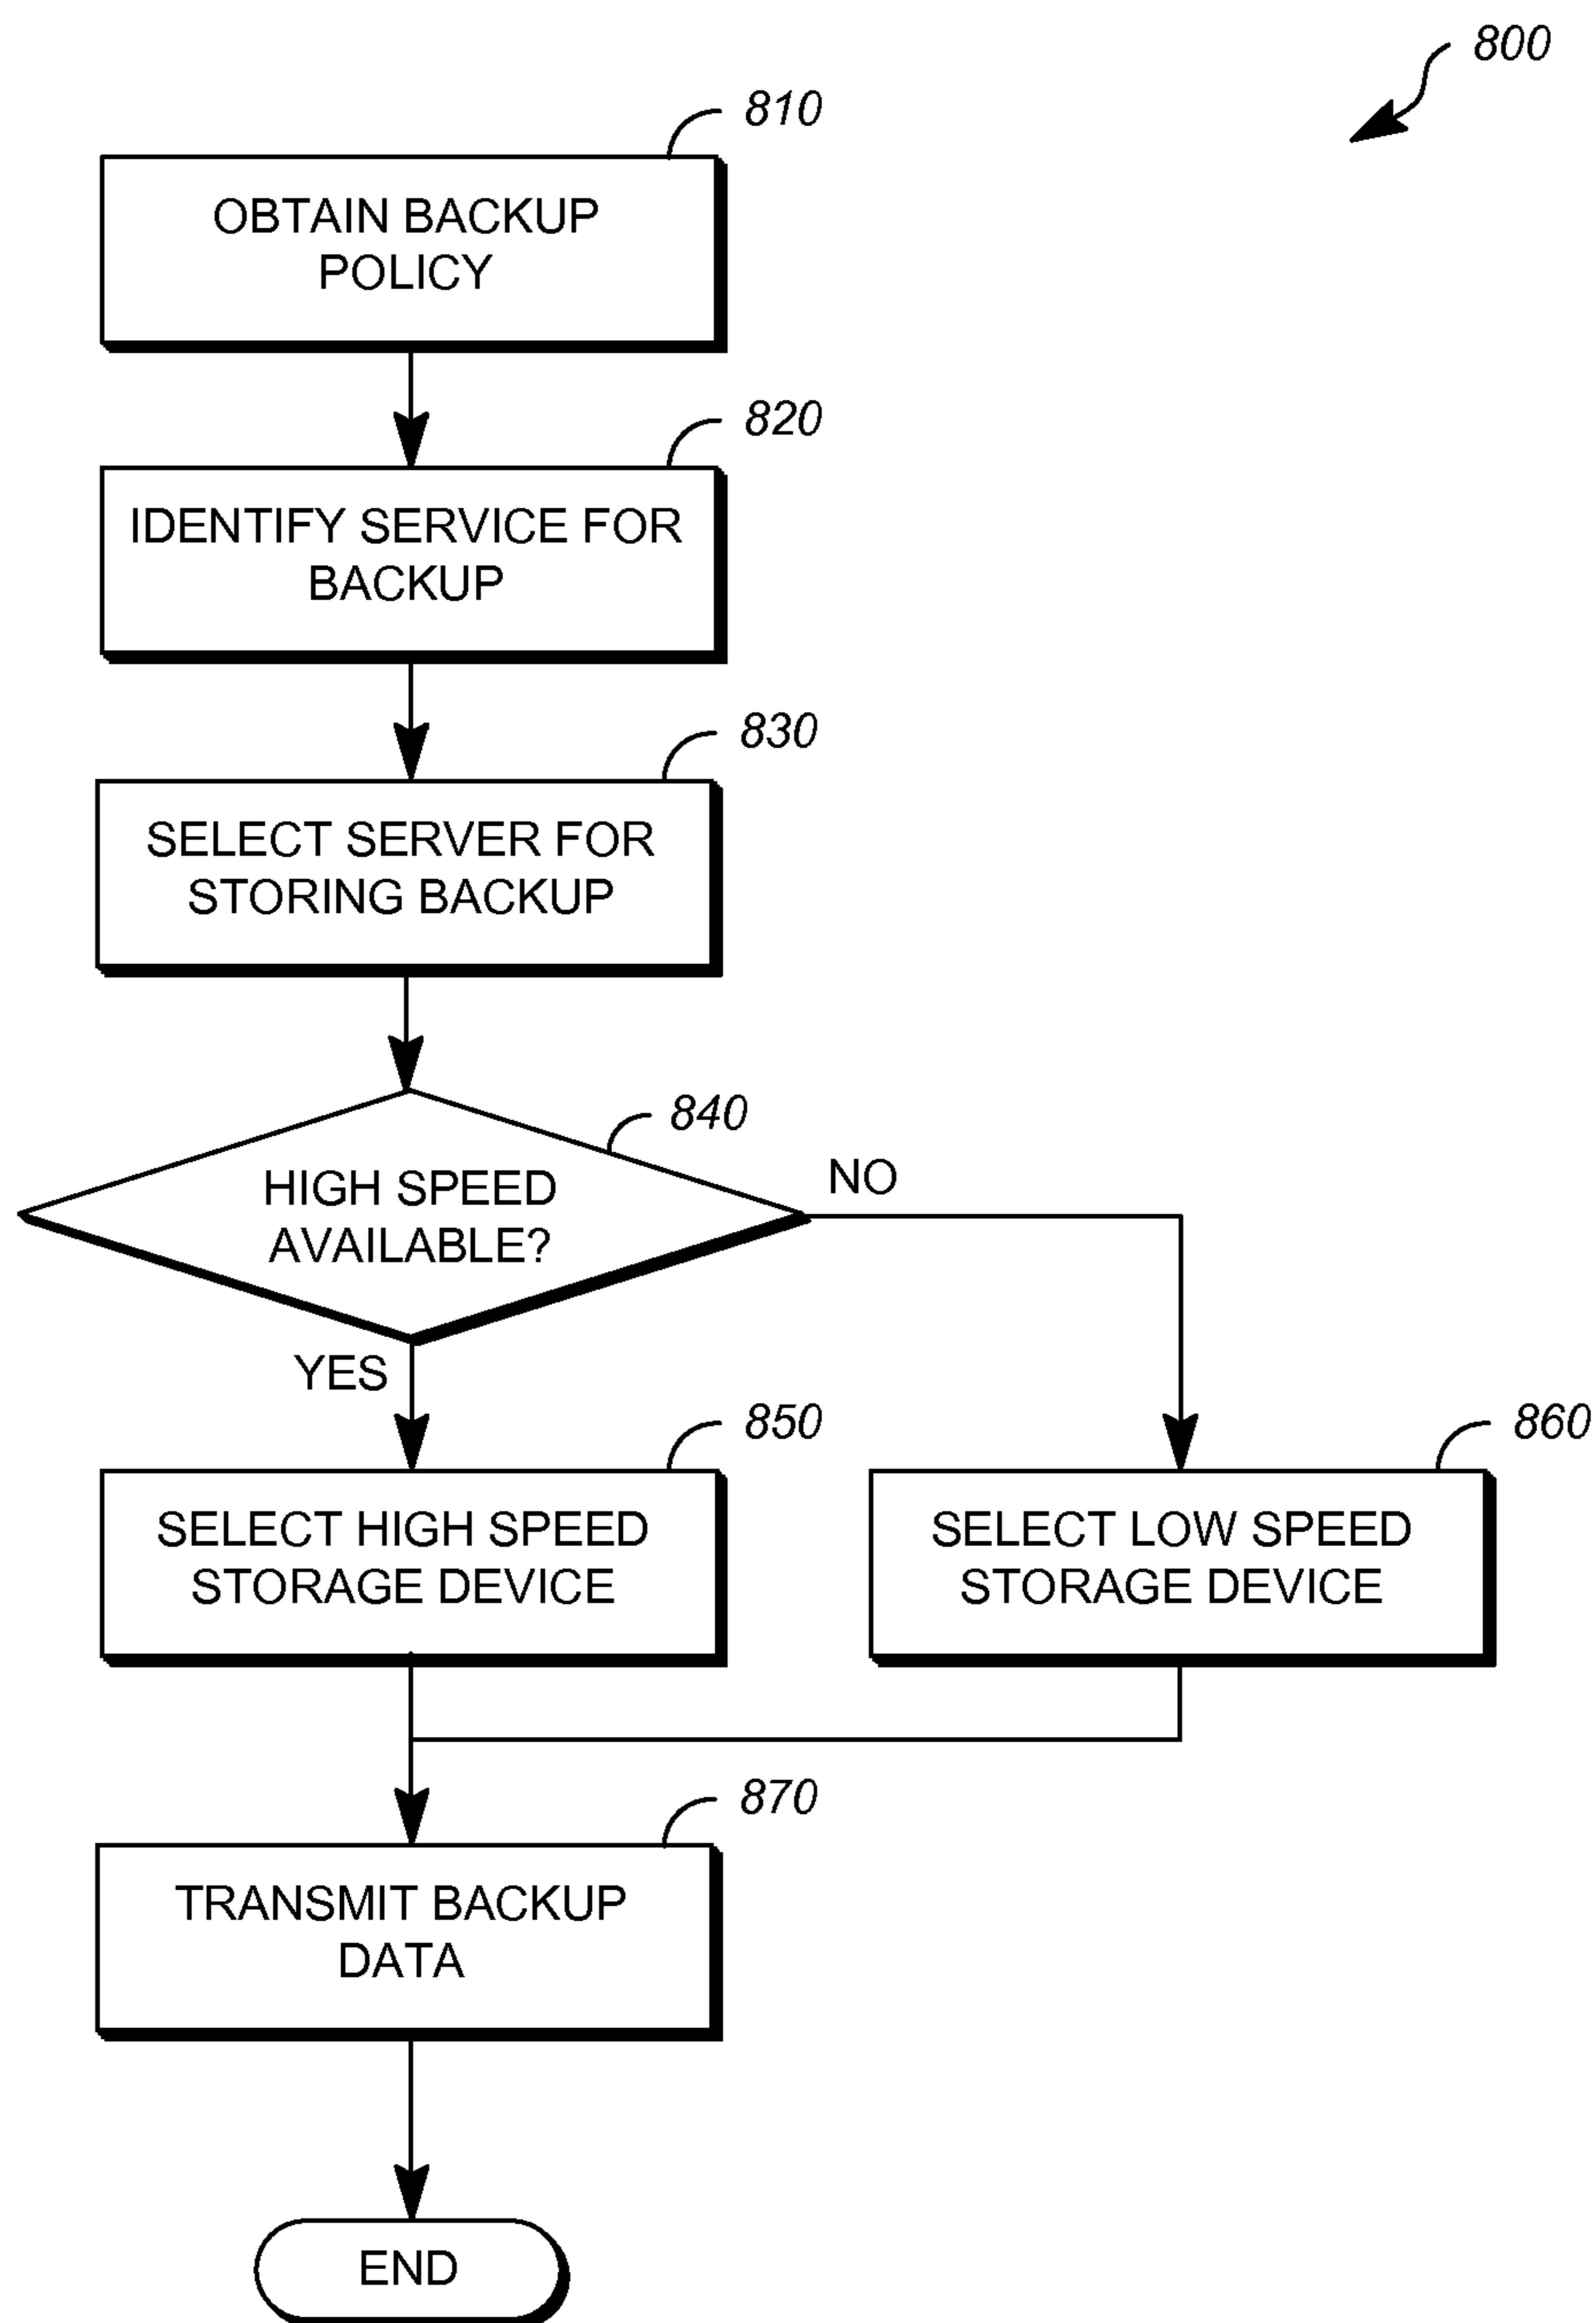 800
810
OBTAIN BACKUP
POLICY
820
IDENTIFY SERVICE FOR
BACKUP
830
SELECT SERVER FOR
STORING BACKUP
840
HIGH SPEED
AVAILABLE?
NO
YES
850
SELECT HIGH SPEED
STORAGE DEVICE
860
SELECT LOW SPEED
STORAGE DEVICE
870
TRANSMIT BACKUP
DATA
END